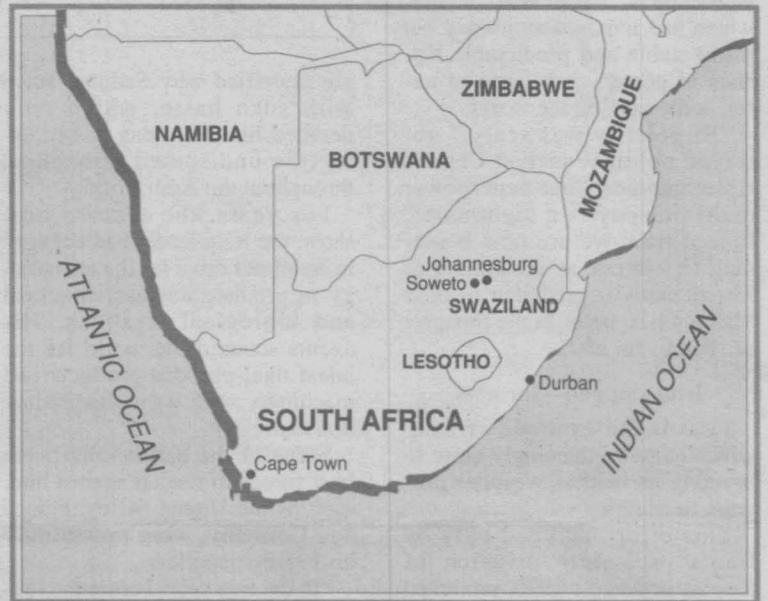 ZIMBABWE
NAMIBIA
BOTSWANA
MOZAMBIQUE
Johannesburg
Soweto
SWAZILAND
ATLANTIC OCEAN
LESOTHO
Durban
INDIAN OCEAN
SOUTH AFRICA
Cape Town